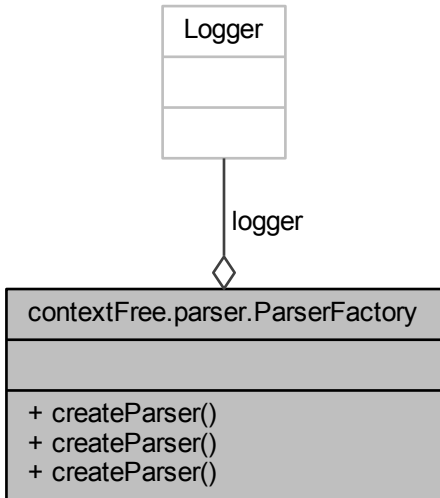 Logger
logger
contextFree.parser.ParserFactory
+ createParser()
+ createParser()
+ createParser()